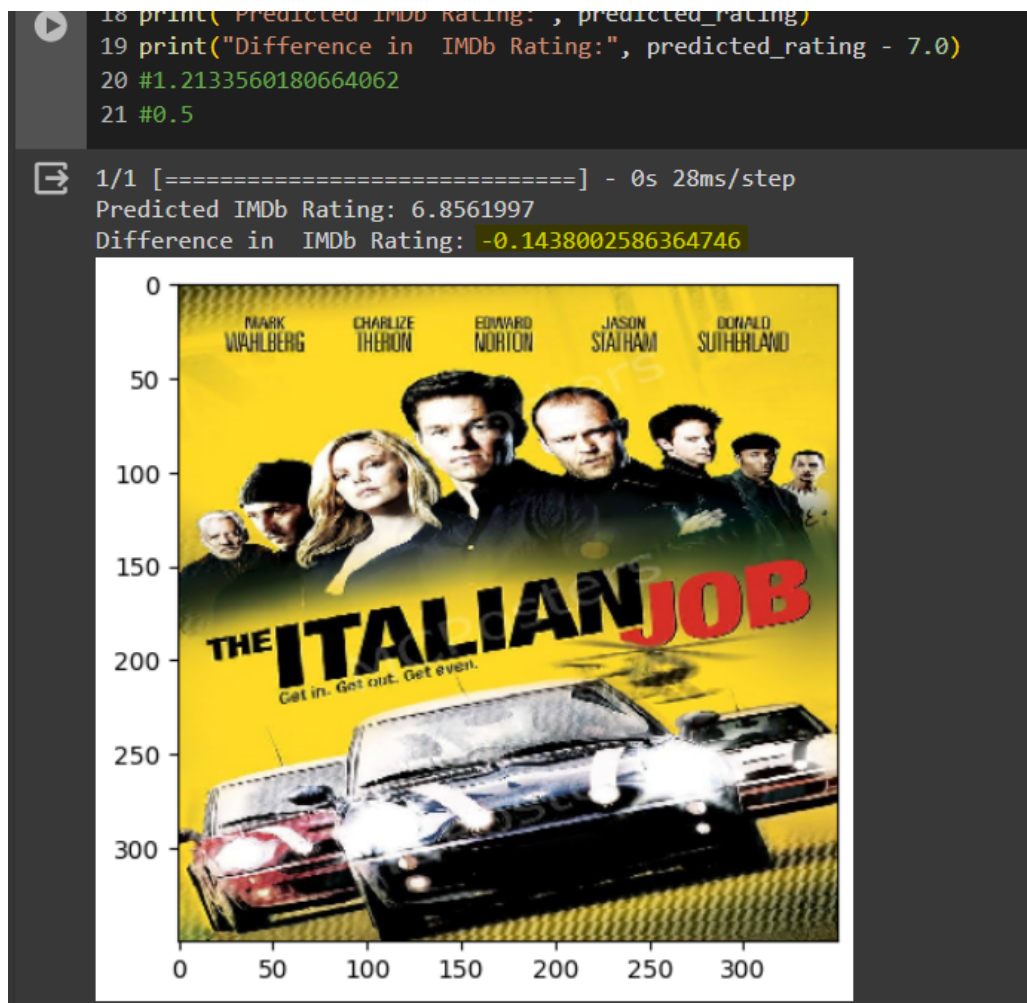 18 print("Predicted IMDb Rating:", predicted_rating)
19 print("Difference in  IMDb Rating:", predicted_rating - 7.0)
20 #1.2133560180664062
21 #0.5
1/1 [==============================] - 0s 28ms/step
Predicted IMDb Rating: 6.8561997
Difference in  IMDb Rating: -0.1438002586364746
0
50
100
150
200
250
300
MARK WAHLBERG
CHARLIZE THERON
EDWARD NORTON
JASON STATHAM
DONALD SUTHERLAND
THE ITALIAN JOB
Get in. Get out. Get even.
0 50 100 150 200 250 300